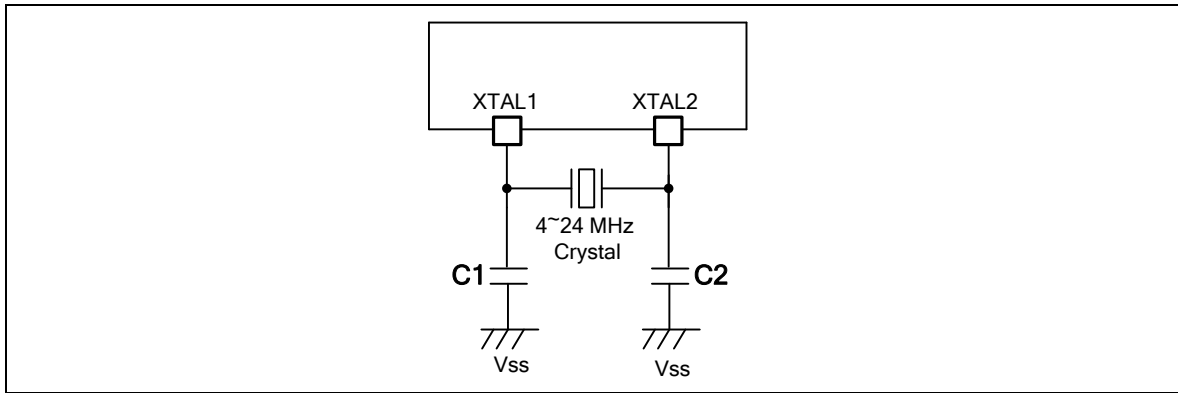 XTAL1 XTAL2
4~24 MHz
Crystal
C1 C2
Vss Vss